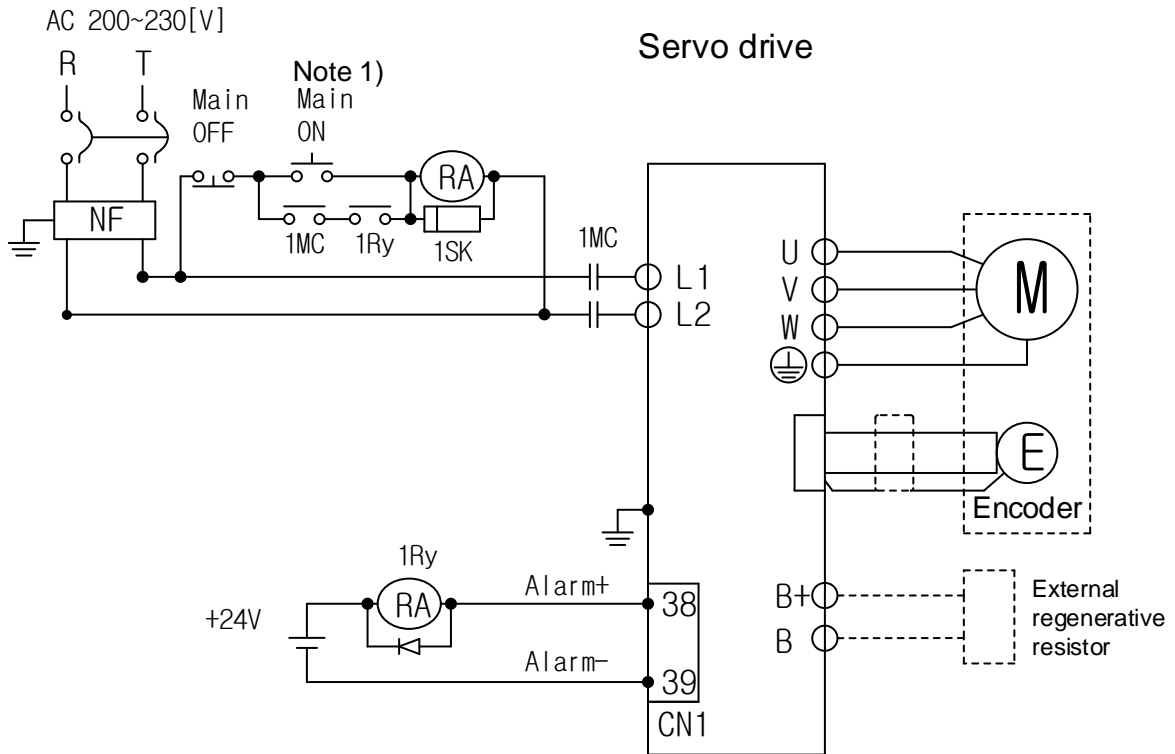 AC 200~230[V]
Servo drive
R
T
Note 1)
Main
OFF
Main
ON
RA
NF
1MC
1Ry
1SK
1MC
L1
L2
U
V
W
M
E
Encoder
1Ry
RA
+24V
Alarm+
38
Alarm-
39
CN1
B+
B
External
regenerative
resistor